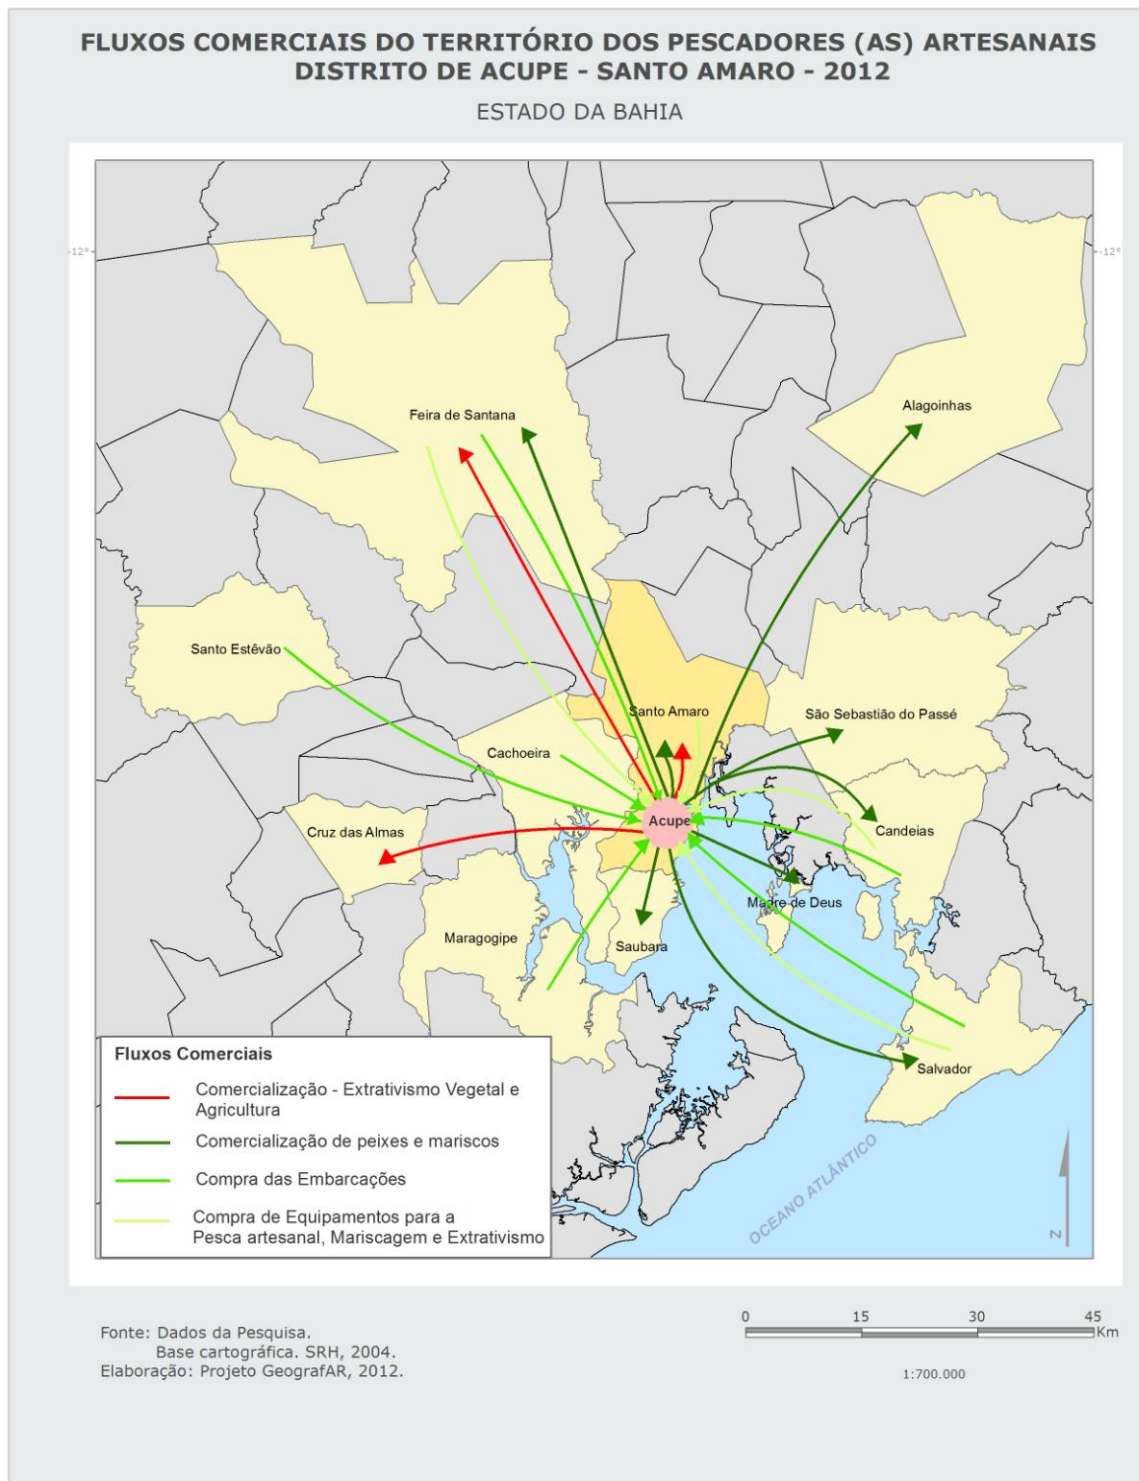 FLUXOS COMERCIAIS DO TERRITÓRIO DOS PESCADORES (AS) ARTESANAIS
DISTRITO DE ACUPE - SANTO AMARO - 2012
ESTADO DA BAHIA
-12°
-12°
Feira de Santana
Alagoinhas
Santo Estêvão
Santo Amaro
São Sebastião do Passé
Cachoeira
Acupe
Cruz das Almas
Candeias
Madre de Deus
Maragogipe
Saubara
Salvador
OCEANO ATLÂNTICO
N
Fluxos Comerciais
Comercialização - Extrativismo Vegetal e
Agricultura
Comercialização de peixes e mariscos
Compra das Embarcações
Compra de Equipamentos para a
Pesca artesanal, Mariscagem e Extrativismo
Fonte: Dados da Pesquisa.
Base cartográfica. SRH, 2004.
Elaboração: Projeto GeografAR, 2012.
0 15 30 45
Km
1:700.000